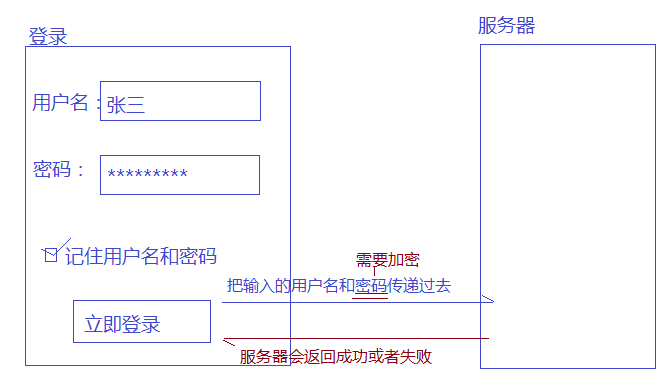 登录
服务器
用户名：张三
密码：*********
记住用户名和密码
需要加密
把输入的用户名和密码传递过去
立即登录
服务器会返回成功或者失败